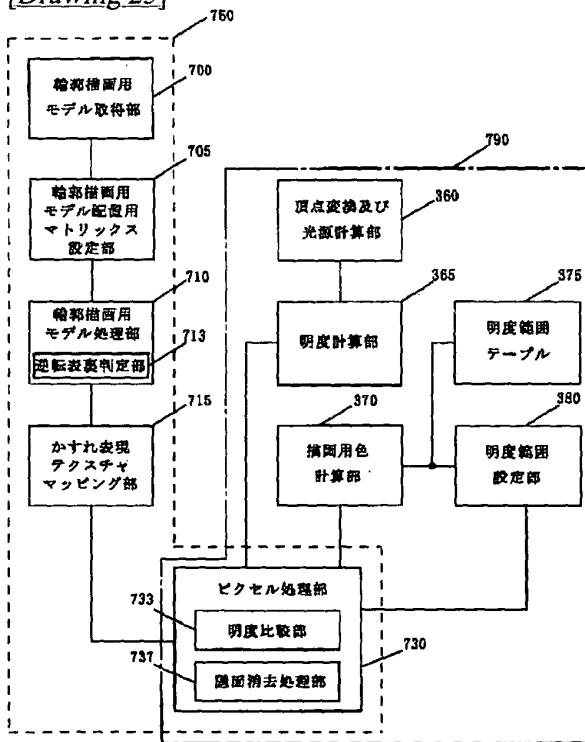 [Drawing 25]
750
輪郭描画用
モデル取得部
700
輪郭描画用
モデル配置用
マトリックス
設定部
705
輪郭描画用
モデル処理部
710
逆転表裏判定部
713
かすれ表現
テクスチャ
マッピング部
715
790
頂点変換及び
光源計算部
360
明度計算部
365
明度範囲
テーブル
375
描画用色
計算部
370
明度範囲
設定部
380
ピクセル処理部
730
733
明度比較部
737
隠面消去処理部